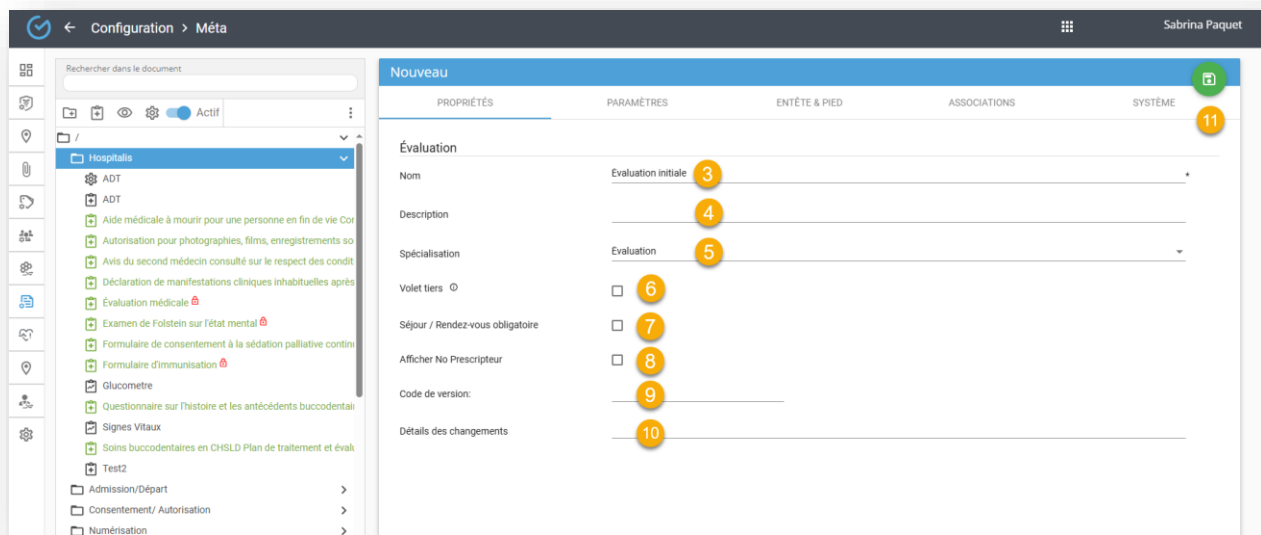 Configuration > Méta
Sabrina Paquet
Rechercher dans le document
Actif
/
Hospitalis
ADT
ADT
Aide médicale à mourir pour une personne en fin de vie Cor
Autorisation pour photographies, films, enregistrements so
Avis du second médecin consulté sur le respect des condit
Déclaration de manifestations cliniques inhabituelles après
Évaluation médicale
Examen de Folstein sur l'état mental
Formulaire de consentement à la sédation palliative contin
Formulaire d'immunisation
Glucometre
Questionnaire sur l'histoire et les antécédents buccodentai
Signes Vitaux
Soins buccodentaires en CHSLD Plan de traitement et éval
Test2
Admission/Départ
Consentement/ Autorisation
Numérisation
Nouveau
PROPRIÉTÉS PARAMÈTRES ENTÊTE & PIED ASSOCIATIONS SYSTÈME
11
Évaluation
Nom Evaluation initiale 3 *
Description 4
Spécialisation Evaluation 5
Volet tiers 6
Séjour / Rendez-vous obligatoire 7
Afficher No Prescripteur 8
Code de version: 9
Détails des changements 10